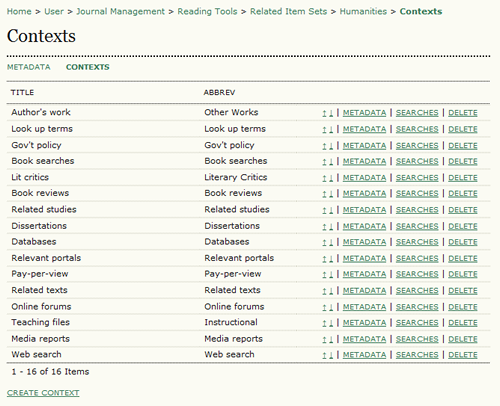 Home > User > Journal Management > Reading Tools > Related Item Sets > Humanities > Contexts
Contexts
METADATA CONTEXTS
TITLE ABBREV
Author's work Other Works ↑ ↓ | METADATA | SEARCHES | DELETE
Look up terms Look up terms ↑ ↓ | METADATA | SEARCHES | DELETE
Gov't policy Gov't policy ↑ ↓ | METADATA | SEARCHES | DELETE
Book searches Book searches ↑ ↓ | METADATA | SEARCHES | DELETE
Lit critics Literary Critics ↑ ↓ | METADATA | SEARCHES | DELETE
Book reviews Book reviews ↑ ↓ | METADATA | SEARCHES | DELETE
Related studies Related studies ↑ ↓ | METADATA | SEARCHES | DELETE
Dissertations Dissertations ↑ ↓ | METADATA | SEARCHES | DELETE
Databases Databases ↑ ↓ | METADATA | SEARCHES | DELETE
Relevant portals Relevant portals ↑ ↓ | METADATA | SEARCHES | DELETE
Pay-per-view Pay-per-view ↑ ↓ | METADATA | SEARCHES | DELETE
Related texts Related texts ↑ ↓ | METADATA | SEARCHES | DELETE
Online forums Online forums ↑ ↓ | METADATA | SEARCHES | DELETE
Teaching files Instructional ↑ ↓ | METADATA | SEARCHES | DELETE
Media reports Media reports ↑ ↓ | METADATA | SEARCHES | DELETE
Web search Web search ↑ ↓ | METADATA | SEARCHES | DELETE
1 - 16 of 16 Items
CREATE CONTEXT